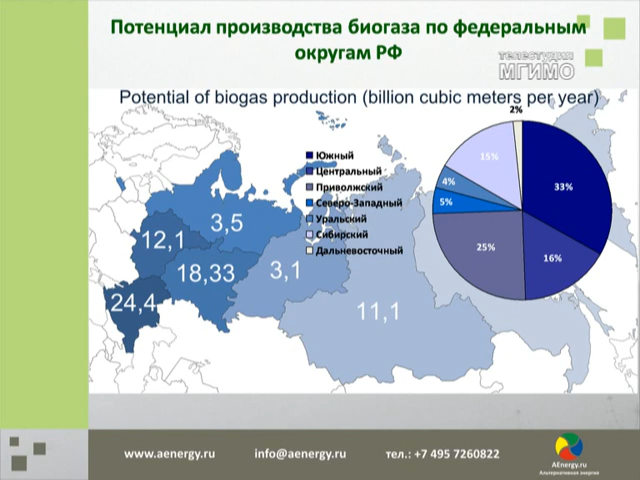 Потенциал производства биогаза по федеральным
округам РФ
телестудия
МГИМО
Potential of biogas production (billion cubic meters per year)
2%
Южный
Центральный
Приволжский
Северо-Западный
Уральский
Сибирский
Дальневосточный
15%
4%
5%
33%
25%
16%
3,5
12,1
18,33
3,1
24,4
11,1
www.aenergy.ru
info@aenergy.ru
тел.: +7 495 7260822
AEnergy.ru
Альтернативная энергия